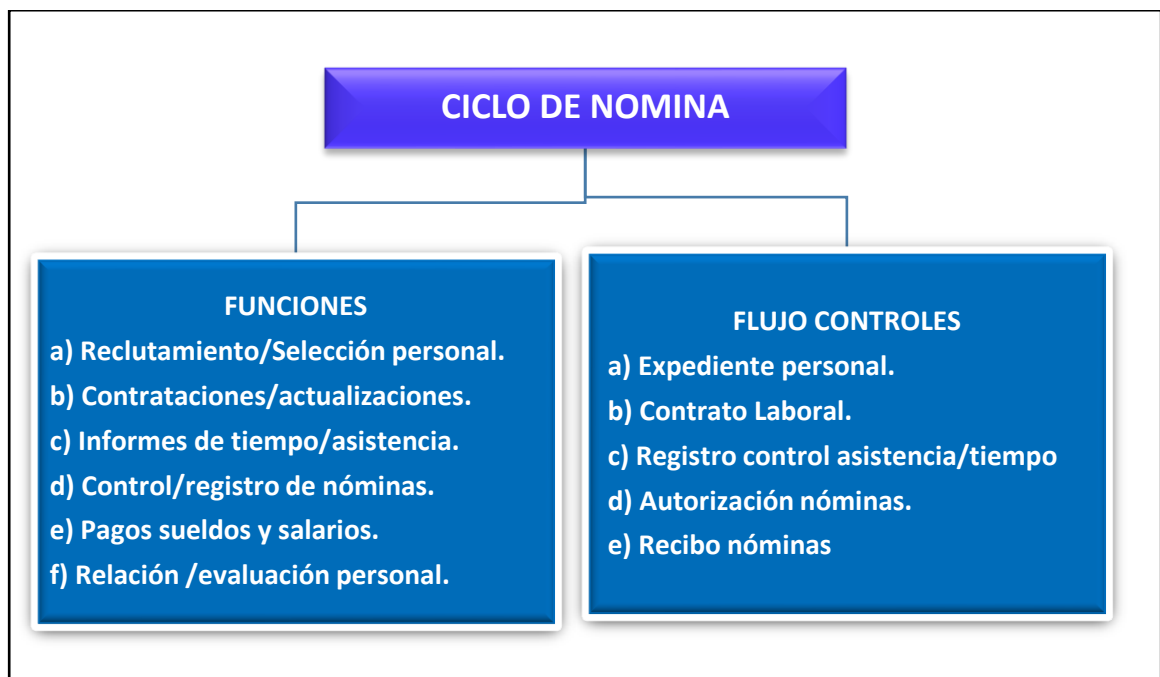 CICLO DE NOMINA
FUNCIONES
a) Reclutamiento/Selección personal.
b) Contrataciones/actualizaciones.
c) Informes de tiempo/asistencia.
d) Control/registro de nóminas.
e) Pagos sueldos y salarios.
f) Relación /evaluación personal.
FLUJO CONTROLES
a) Expediente personal.
b) Contrato Laboral.
c) Registro control asistencia/tiempo
d) Autorización nóminas.
e) Recibo nóminas